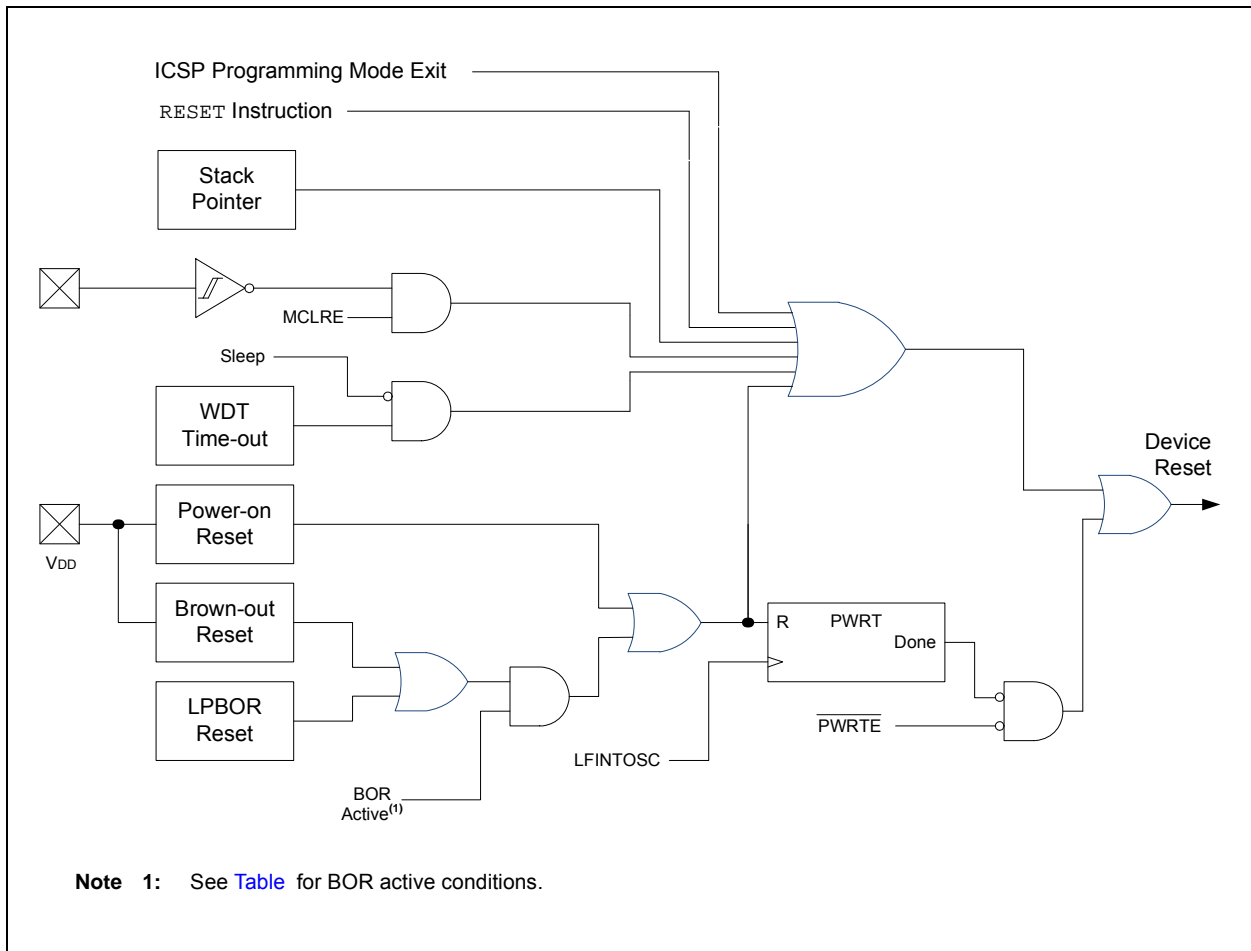 ICSP Programming Mode Exit
RESET Instruction
Stack
Pointer
MCLRE
Sleep
WDT
Time-out
Device
Reset
Power-on
Reset
VDD
Brown-out
Reset
R PWRT
Done
LPBOR
Reset
PWRTE
LFINTOSC
BOR
Active(1)
Note 1: See Table for BOR active conditions.